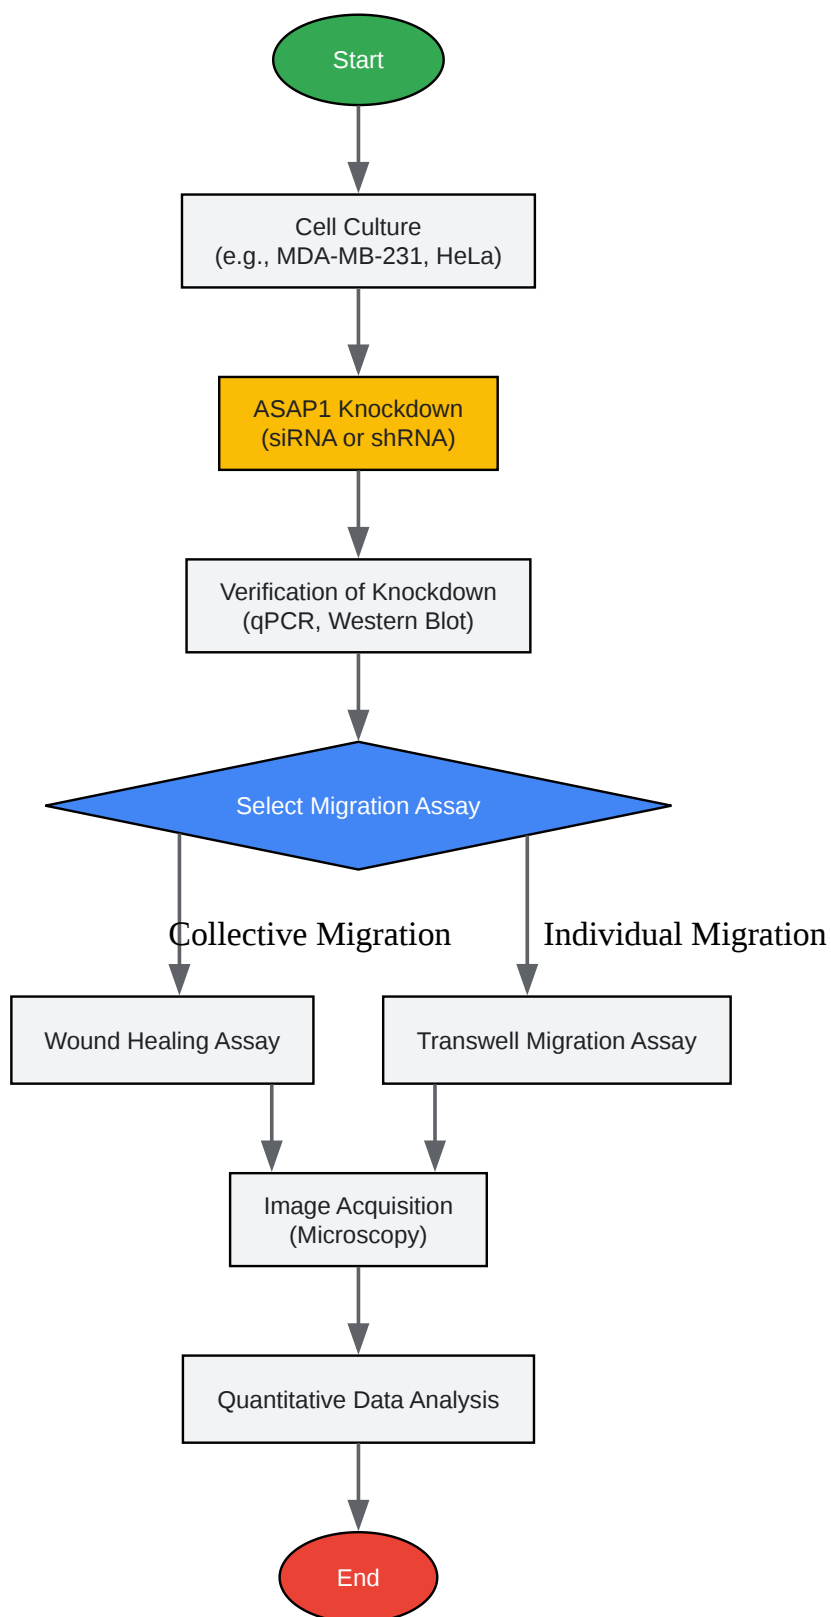 Start
Cell Culture
(e.g., MDA-MB-231, HeLa)
ASAP1 Knockdown
(siRNA or shRNA)
Verification of Knockdown
(qPCR, Western Blot)
Select Migration Assay
Collective Migration
Individual Migration
Wound Healing Assay
Transwell Migration Assay
Image Acquisition
(Microscopy)
Quantitative Data Analysis
End